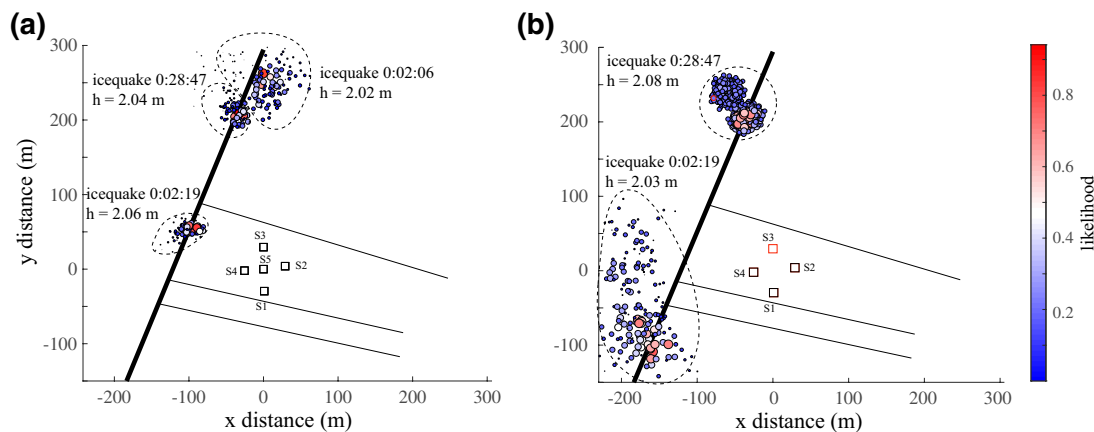 (a)
300
200
100
0
-100
y distance (m)
-200
-100
0
100
200
300
x distance (m)
icequake 0:28:47
h = 2.04 m
icequake 0:02:06
h = 2.02 m
icequake 0:02:19
h = 2.06 m
S3
S5
S4
S2
S1
(b)
300
200
100
0
-100
-200
-100
0
100
200
300
x distance (m)
icequake 0:28:47
h = 2.08 m
icequake 0:02:19
h = 2.03 m
S3
S4
S2
S1
0.8
0.6
0.4
0.2
likelihood